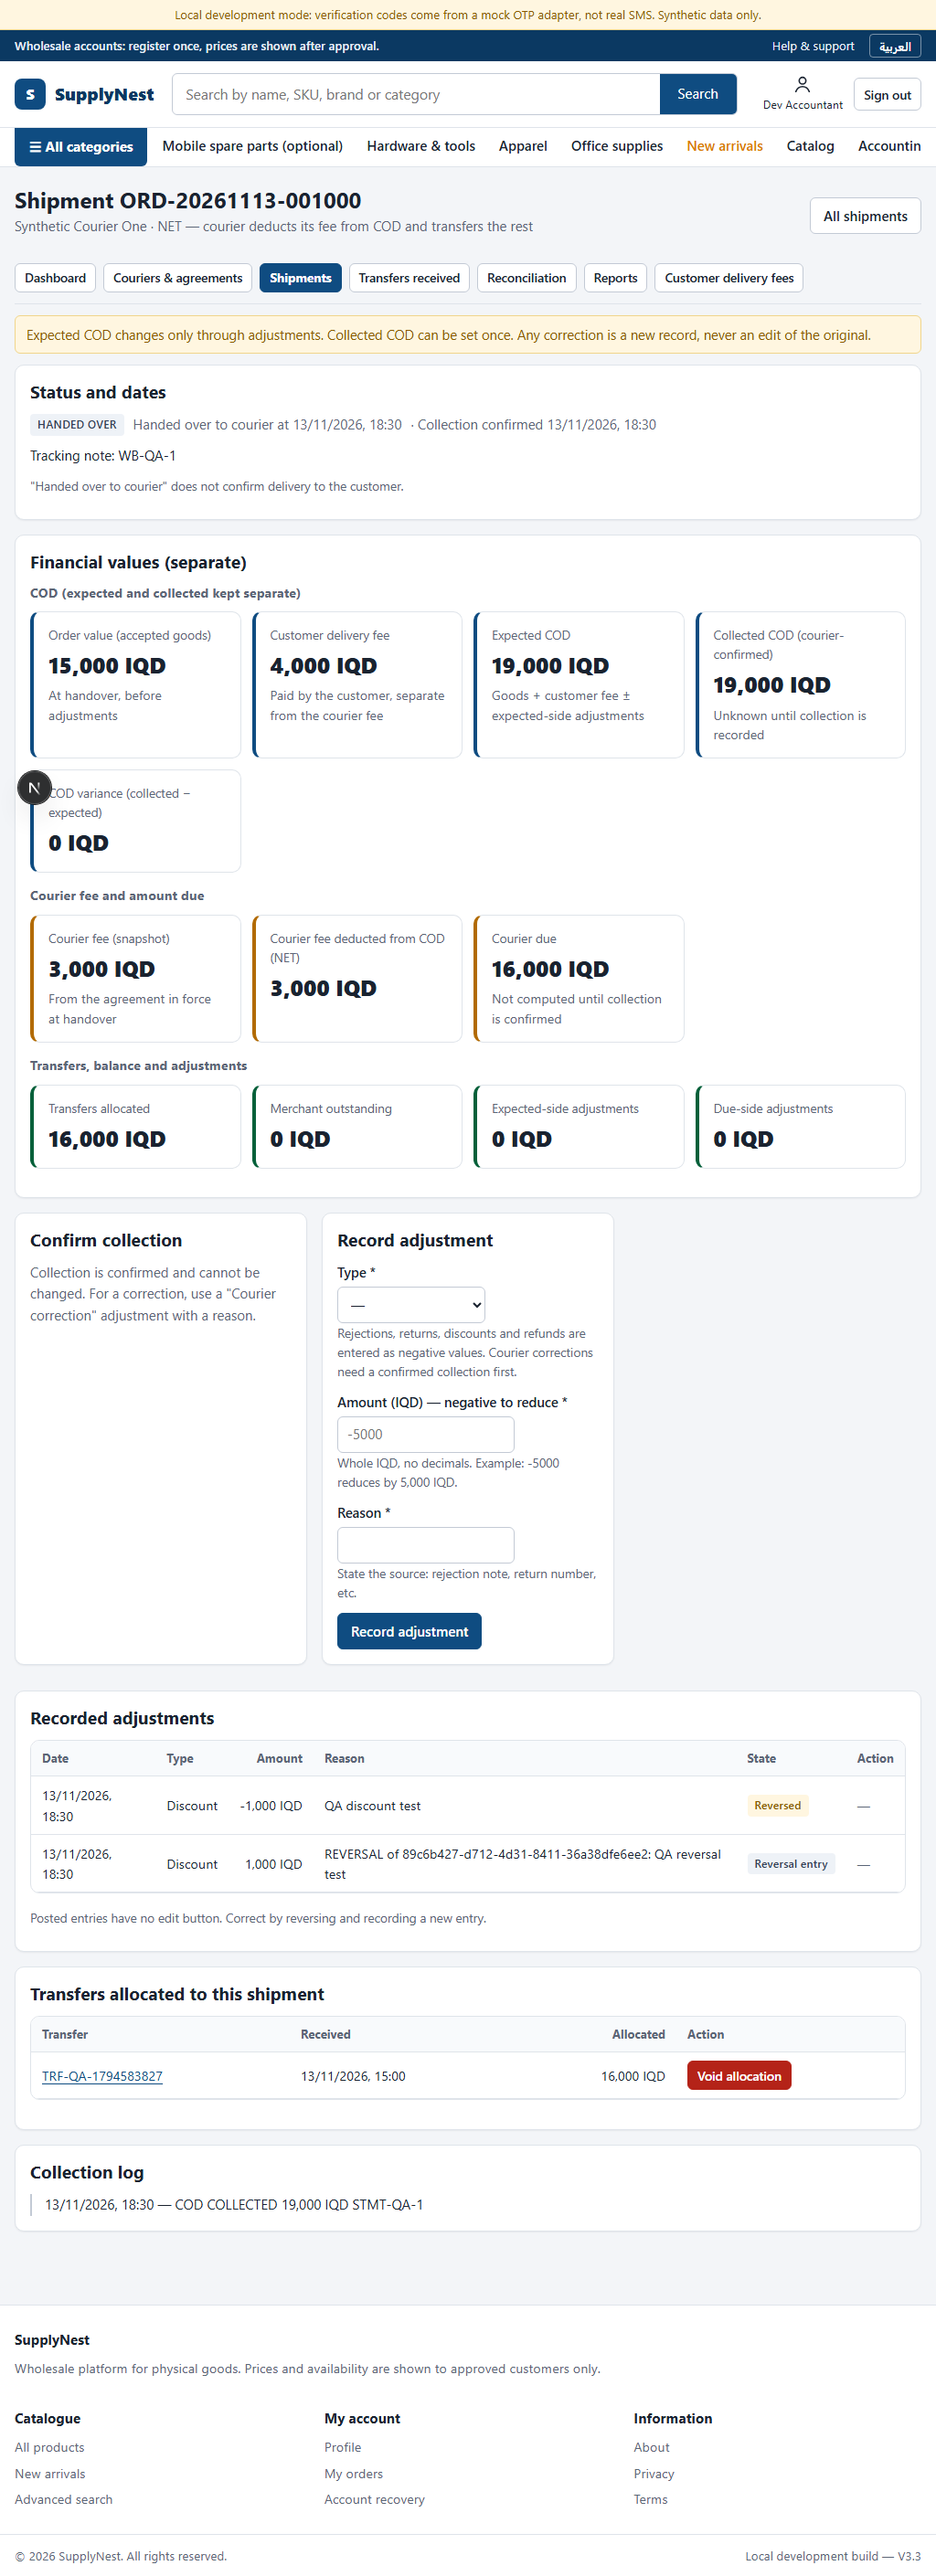 Local development mode: verification codes come from a mock OTP adapter, not real SMS. Synthetic data only.
Wholesale accounts: register once, prices are shown after approval.
Help & support
العربية
S
SupplyNest
Search by name, SKU, brand or category
Search
Dev Accountant
Sign out
☰ All categories
Mobile spare parts (optional)
Hardware & tools
Apparel
Office supplies
New arrivals
Catalog
Accountin
Shipment ORD-20261113-001000
Synthetic Courier One · NET — courier deducts its fee from COD and transfers the rest
All shipments
Dashboard
Couriers & agreements
Shipments
Transfers received
Reconciliation
Reports
Customer delivery fees
Expected COD changes only through adjustments. Collected COD can be set once. Any correction is a new record, never an edit of the original.
Status and dates
HANDED OVER
Handed over to courier at 13/11/2026, 18:30 · Collection confirmed 13/11/2026, 18:30
Tracking note: WB-QA-1
"Handed over to courier" does not confirm delivery to the customer.
Financial values (separate)
COD (expected and collected kept separate)
Order value (accepted goods)
15,000 IQD
At handover, before
adjustments
Customer delivery fee
4,000 IQD
Paid by the customer, separate
from the courier fee
Expected COD
19,000 IQD
Goods + customer fee ±
expected-side adjustments
Collected COD (courier-
confirmed)
19,000 IQD
Unknown until collection is
recorded
N
COD variance (collected −
expected)
0 IQD
Courier fee and amount due
Courier fee (snapshot)
3,000 IQD
From the agreement in force
at handover
Courier fee deducted from COD
(NET)
3,000 IQD
Courier due
16,000 IQD
Not computed until collection
is confirmed
Transfers, balance and adjustments
Transfers allocated
16,000 IQD
Merchant outstanding
0 IQD
Expected-side adjustments
0 IQD
Due-side adjustments
0 IQD
Confirm collection
Collection is confirmed and cannot be
changed. For a correction, use a "Courier
correction" adjustment with a reason.
Record adjustment
Type *
—
Rejections, returns, discounts and refunds are
entered as negative values. Courier corrections
need a confirmed collection first.
Amount (IQD) — negative to reduce *
-5000
Whole IQD, no decimals. Example: -5000
reduces by 5,000 IQD.
Reason *
State the source: rejection note, return number,
etc.
Record adjustment
Recorded adjustments
Date Type Amount Reason State Action
13/11/2026,
18:30
Discount -1,000 IQD QA discount test Reversed —
13/11/2026,
18:30
Discount 1,000 IQD REVERSAL of 89c6b427-d712-4d31-8411-36a38dfe6ee2: QA reversal
test
Reversal entry —
Posted entries have no edit button. Correct by reversing and recording a new entry.
Transfers allocated to this shipment
Transfer Received Allocated Action
TRF-QA-1794583827 13/11/2026, 15:00 16,000 IQD Void allocation
Collection log
13/11/2026, 18:30 — COD COLLECTED 19,000 IQD STMT-QA-1
SupplyNest
Wholesale platform for physical goods. Prices and availability are shown to approved customers only.
Catalogue
All products
New arrivals
Advanced search
My account
Profile
My orders
Account recovery
Information
About
Privacy
Terms
© 2026 SupplyNest. All rights reserved.
Local development build — V3.3